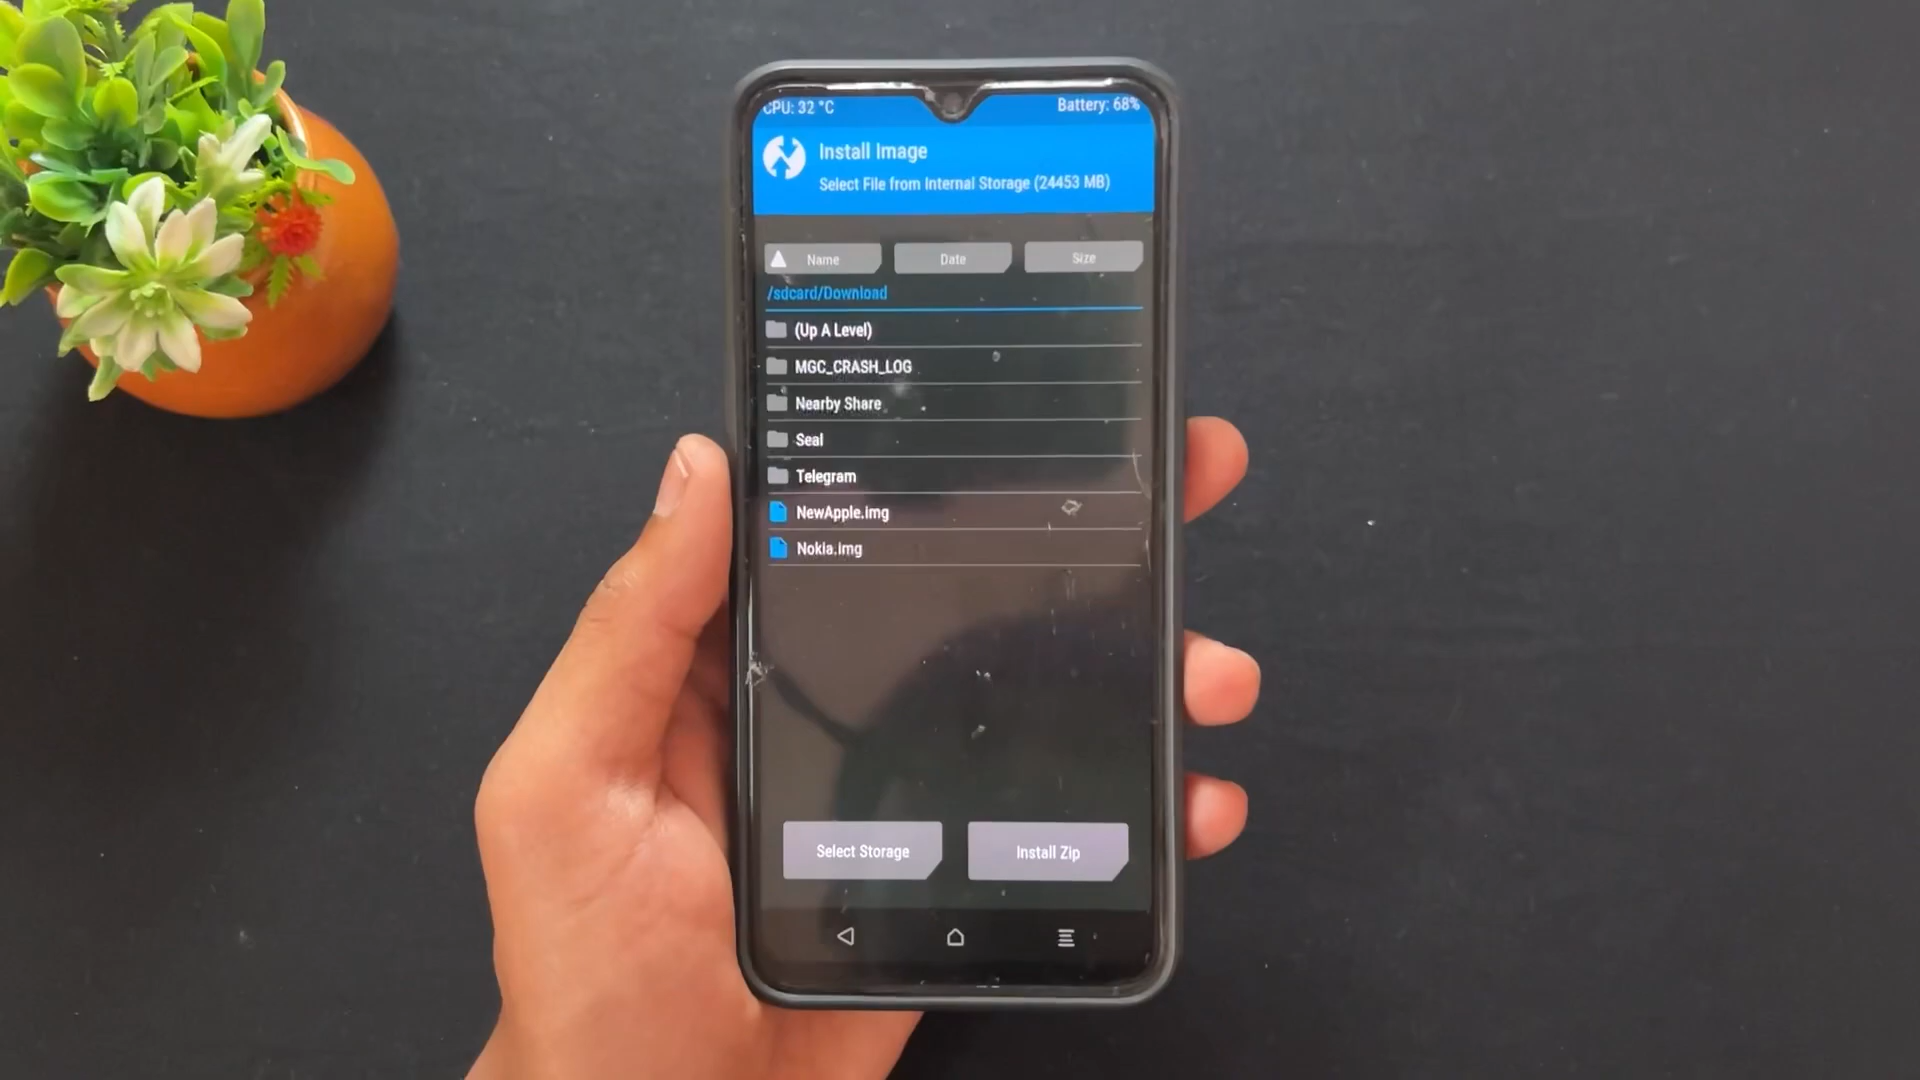 CPU: 32 °C
Battery: 68%
Install Image
Select File from Internal Storage (24453 MB)
Name
Date
Size
/sdcard/Download
(Up A Level)
MGC_CRASH_LOG
Nearby Share
Seal
Telegram
NewApple.img
Nokia.img
Select Storage
Install Zip